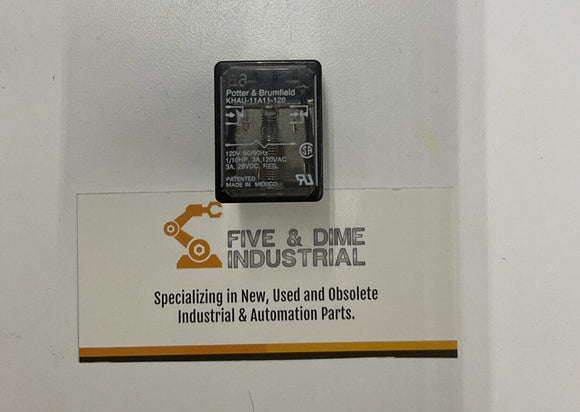 Potter & Brumfield
KHAU-11A11-120
120V 50/60Hz
1/10HP, 3A, 120VAC
3A, 28VDC, RES.
PATENTED
MADE IN MEXICO
FIVE & DIME
INDUSTRIAL
Specializing in New, Used and Obsolete
Industrial & Automation Parts.